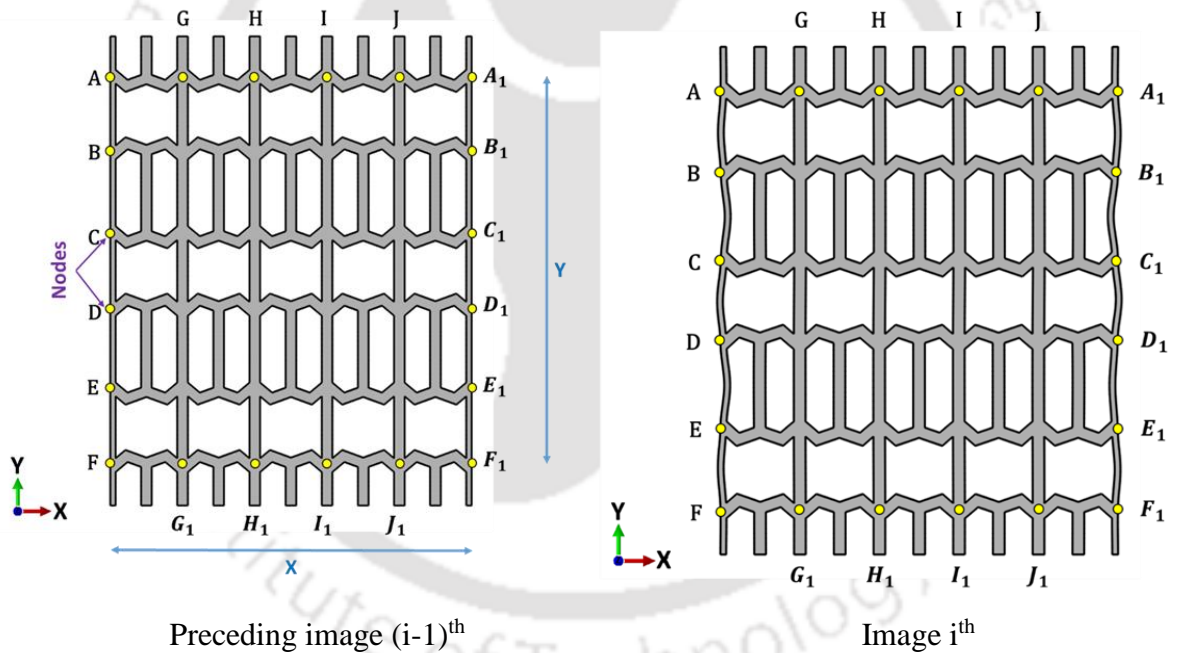 G H I J
G H I J
A A₁
A A₁
B B₁
B B₁
C C₁
Nodes
Y
C C₁
D D₁
D D₁
E E₁
E E₁
F F₁
F F₁
Y
X
G₁ H₁ I₁ J₁
X
Y
X
G₁ H₁ I₁ J₁
Preceding image (i-1)ᵗʰ
Image iᵗʰ